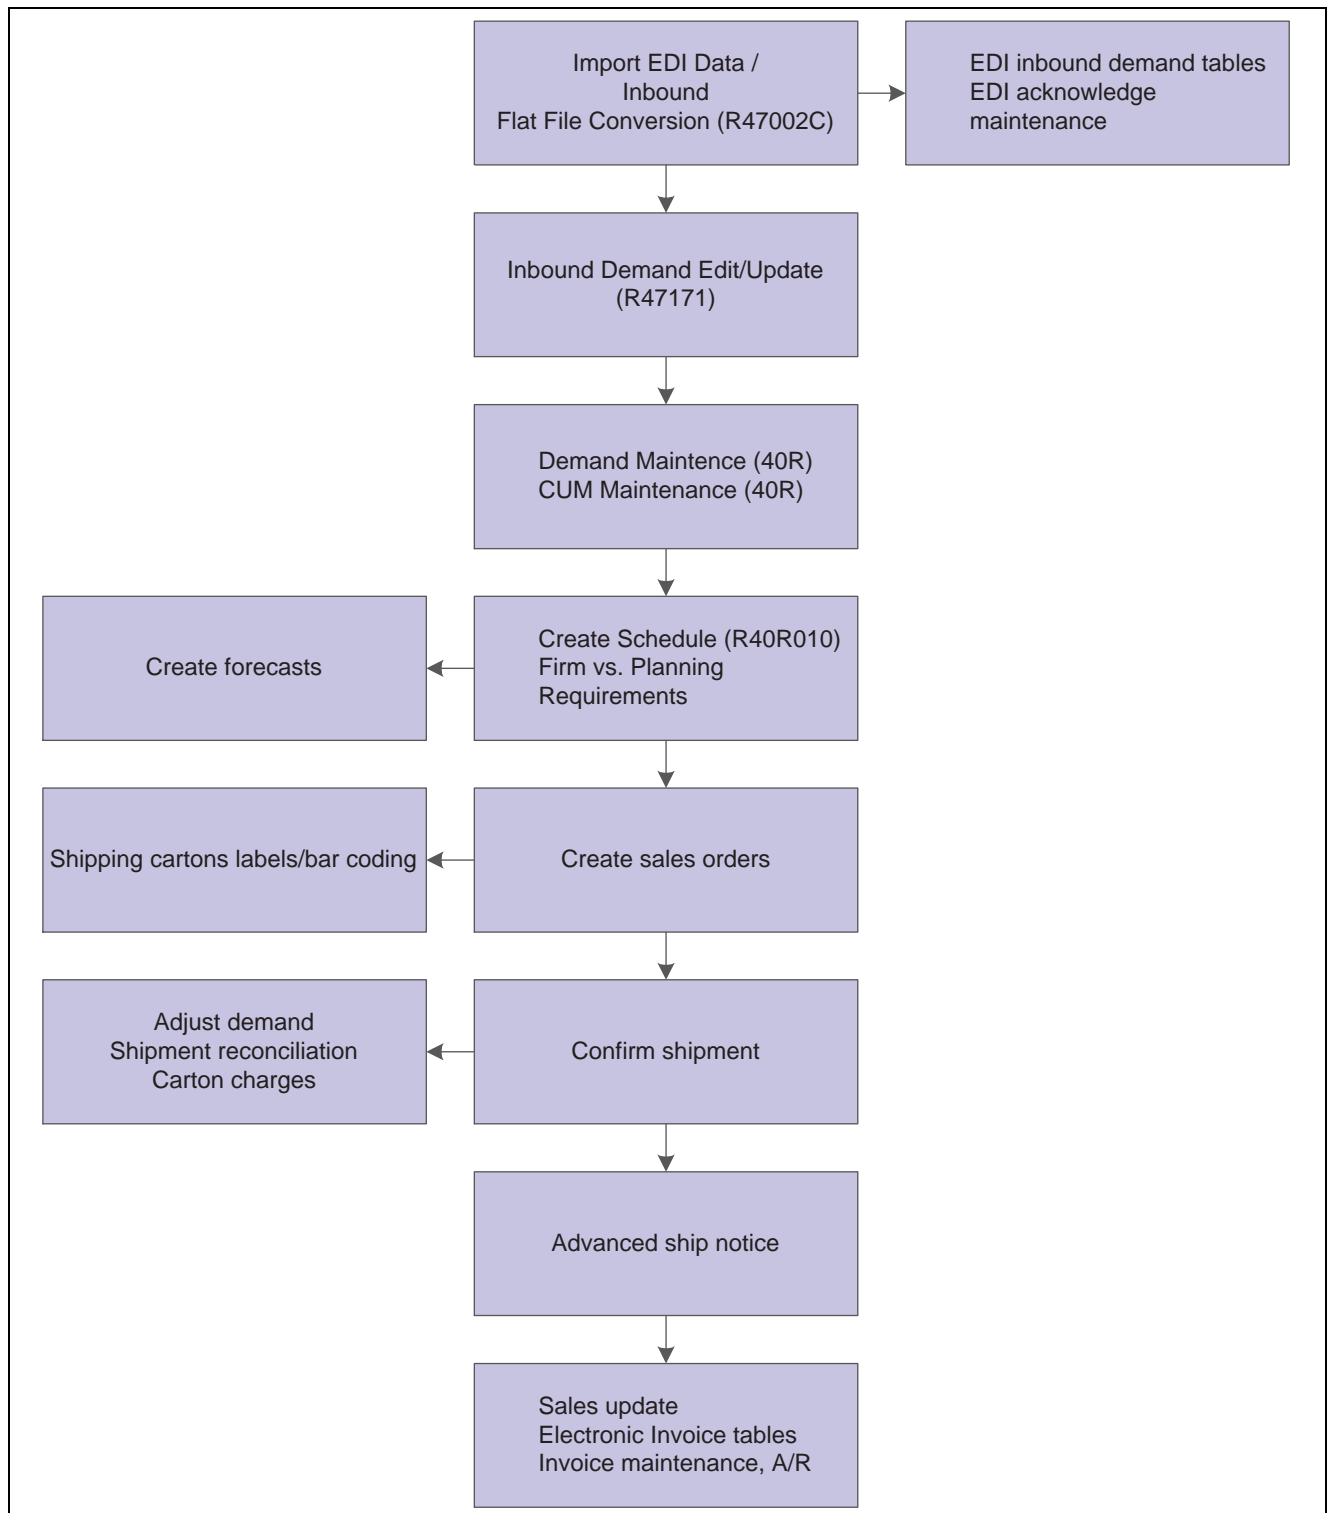 Import EDI Data /
Inbound
Flat File Conversion (R47002C)
EDI inbound demand tables
EDI acknowledge
maintenance
Inbound Demand Edit/Update
(R47171)
Demand Maintence (40R)
CUM Maintenance (40R)
Create forecasts
Create Schedule (R40R010)
Firm vs. Planning
Requirements
Shipping cartons labels/bar coding
Create sales orders
Adjust demand
Shipment reconciliation
Carton charges
Confirm shipment
Advanced ship notice
Sales update
Electronic Invoice tables
Invoice maintenance, A/R